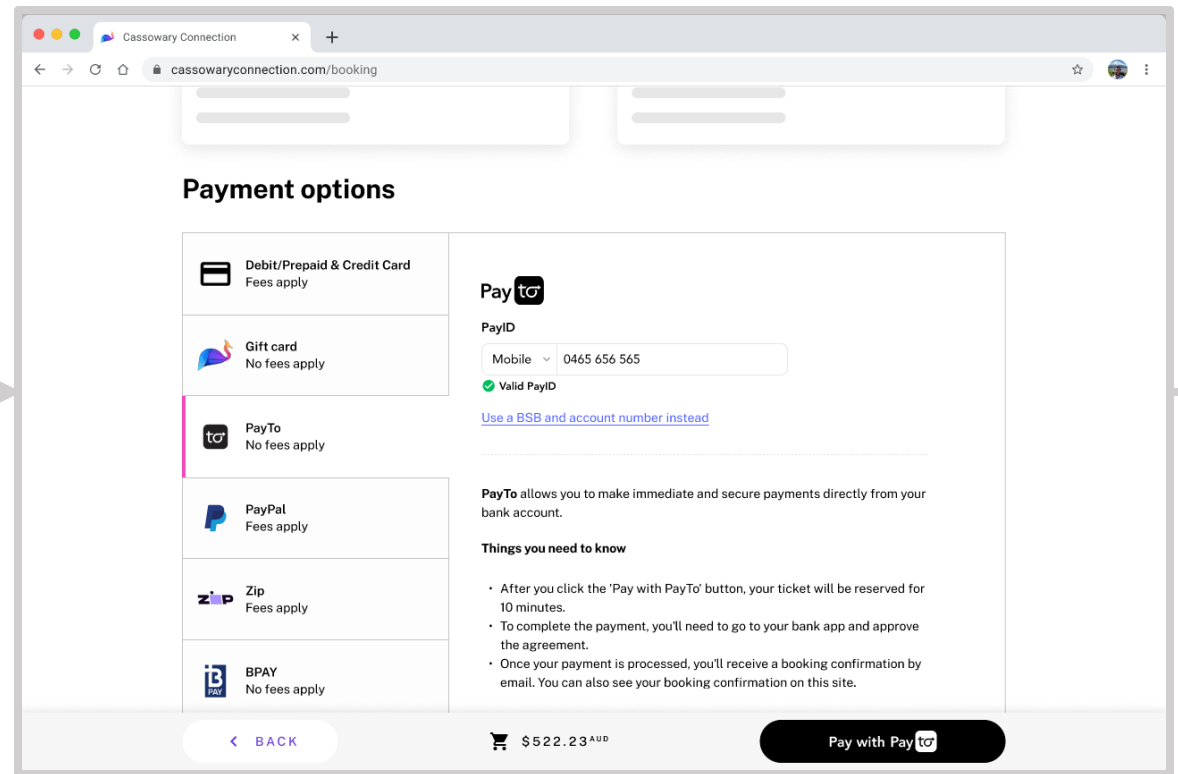 Cassowary Connection
cassowaryconnection.com/booking
Payment options
Debit/Prepaid & Credit Card
Fees apply
Gift card
No fees apply
to
PayTo
No fees apply
PayPal
Fees apply
zip
Zip
Fees apply
B
PAY
BPAY
No fees apply
Pay to
PayID
Mobile 0465 656 565
Valid PayID
Use a BSB and account number instead
PayTo allows you to make immediate and secure payments directly from your
bank account.
Things you need to know
• After you click the 'Pay with PayTo' button, your ticket will be reserved for
10 minutes.
• To complete the payment, you'll need to go to your bank app and approve
the agreement.
• Once your payment is processed, you'll receive a booking confirmation by
email. You can also see your booking confirmation on this site.
BACK
$522.23 AUD
Pay with Pay to